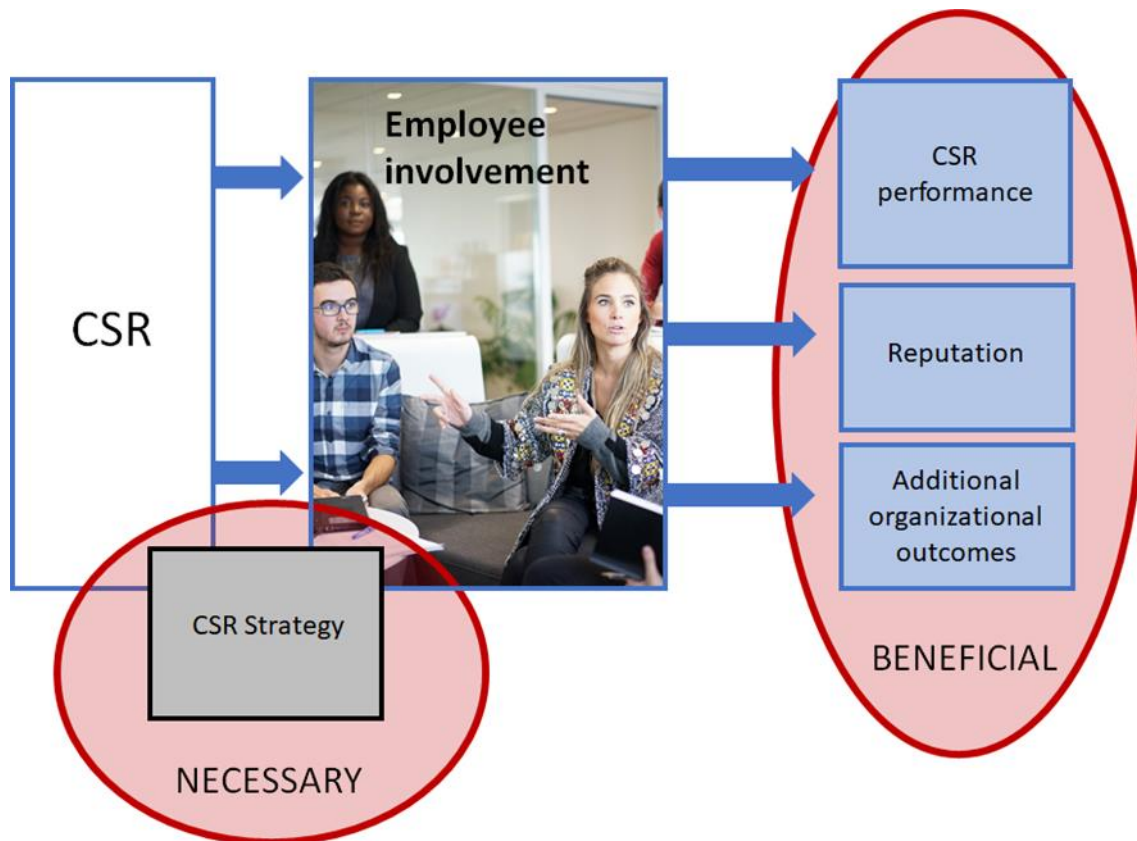 CSR
Employee
involvement
CSR
performance
Reputation
Additional
organizational
outcomes
BENEFICIAL
CSR Strategy
NECESSARY